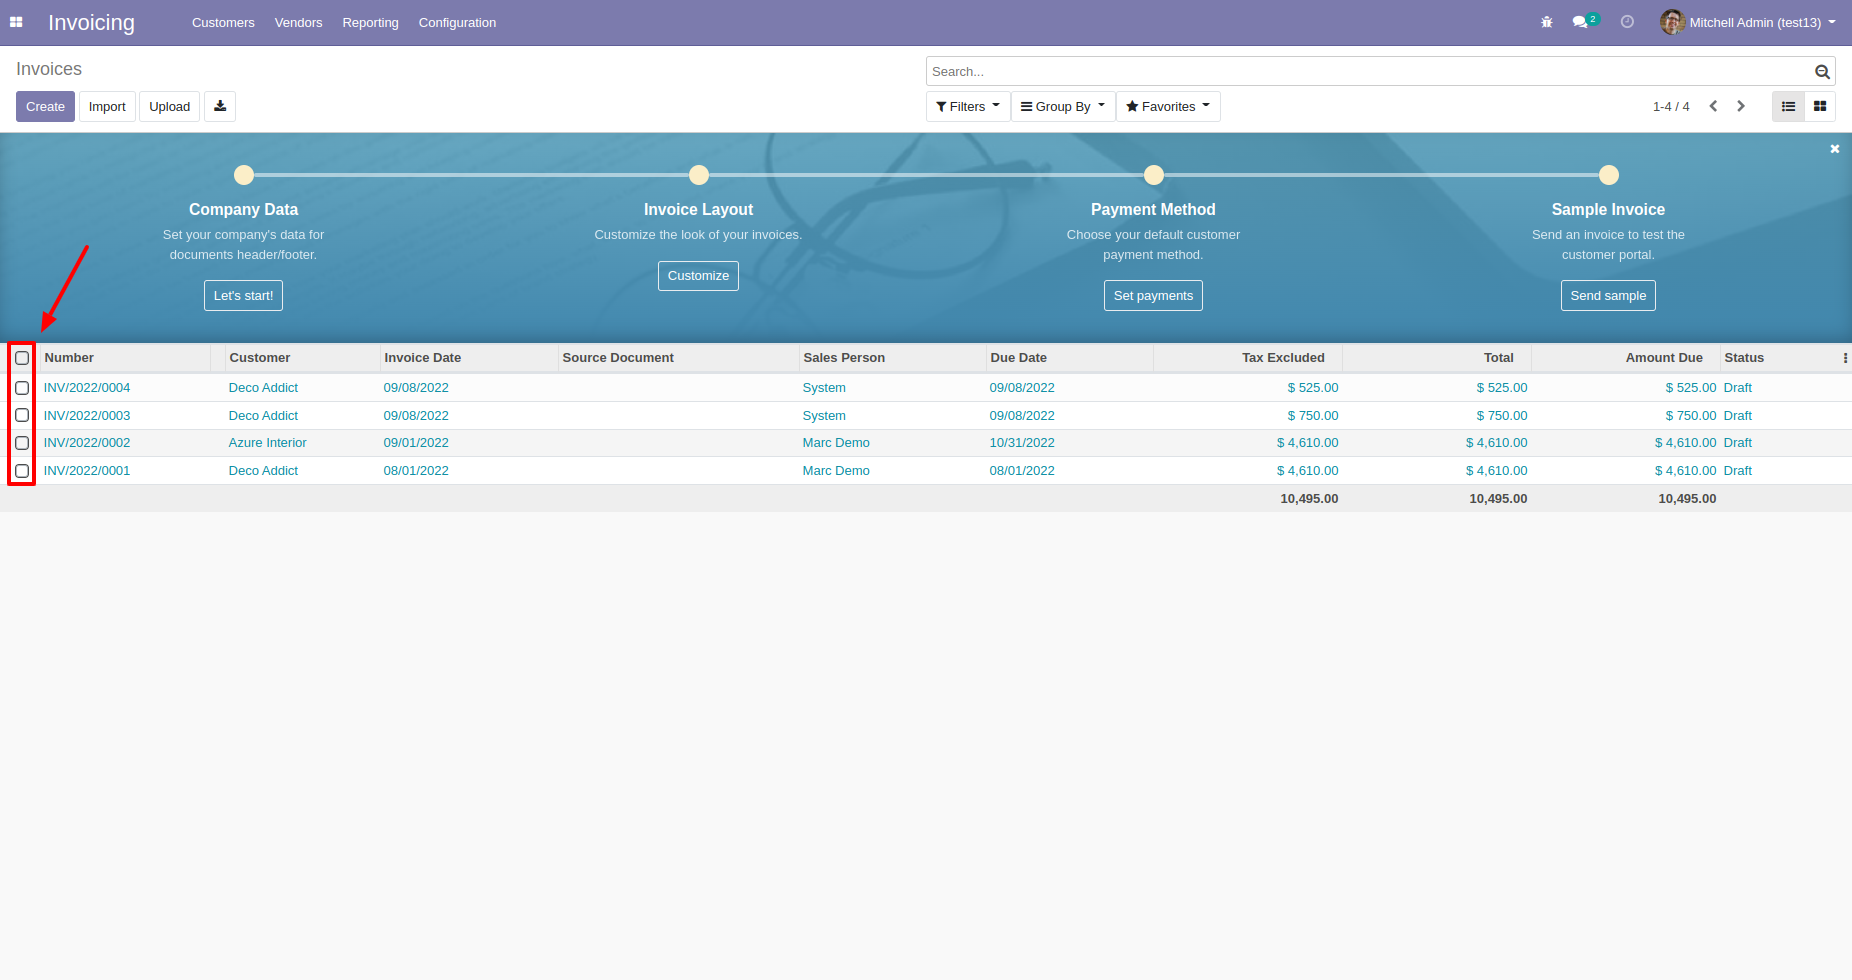 Invoicing Customers Vendors Reporting Configuration 2 Mitchell Admin (test13)
Invoices
Search...
Create Import Upload Filters Group By Favorites 1-4 / 4
Company Data Invoice Layout Payment Method Sample Invoice
Set your company's data for Customize the look of your invoices. Choose your default customer Send an invoice to test the
documents header/footer. payment method. customer portal.
Let's start! Customize Set payments Send sample
Number Customer Invoice Date Source Document Sales Person Due Date Tax Excluded Total Amount Due Status
INV/2022/0004 Deco Addict 09/08/2022 System 09/08/2022 $ 525.00 $ 525.00 $ 525.00 Draft
INV/2022/0003 Deco Addict 09/08/2022 System 09/08/2022 $ 750.00 $ 750.00 $ 750.00 Draft
INV/2022/0002 Azure Interior 09/01/2022 Marc Demo 10/31/2022 $ 4,610.00 $ 4,610.00 $ 4,610.00 Draft
INV/2022/0001 Deco Addict 08/01/2022 Marc Demo 08/01/2022 $ 4,610.00 $ 4,610.00 $ 4,610.00 Draft
10,495.00 10,495.00 10,495.00